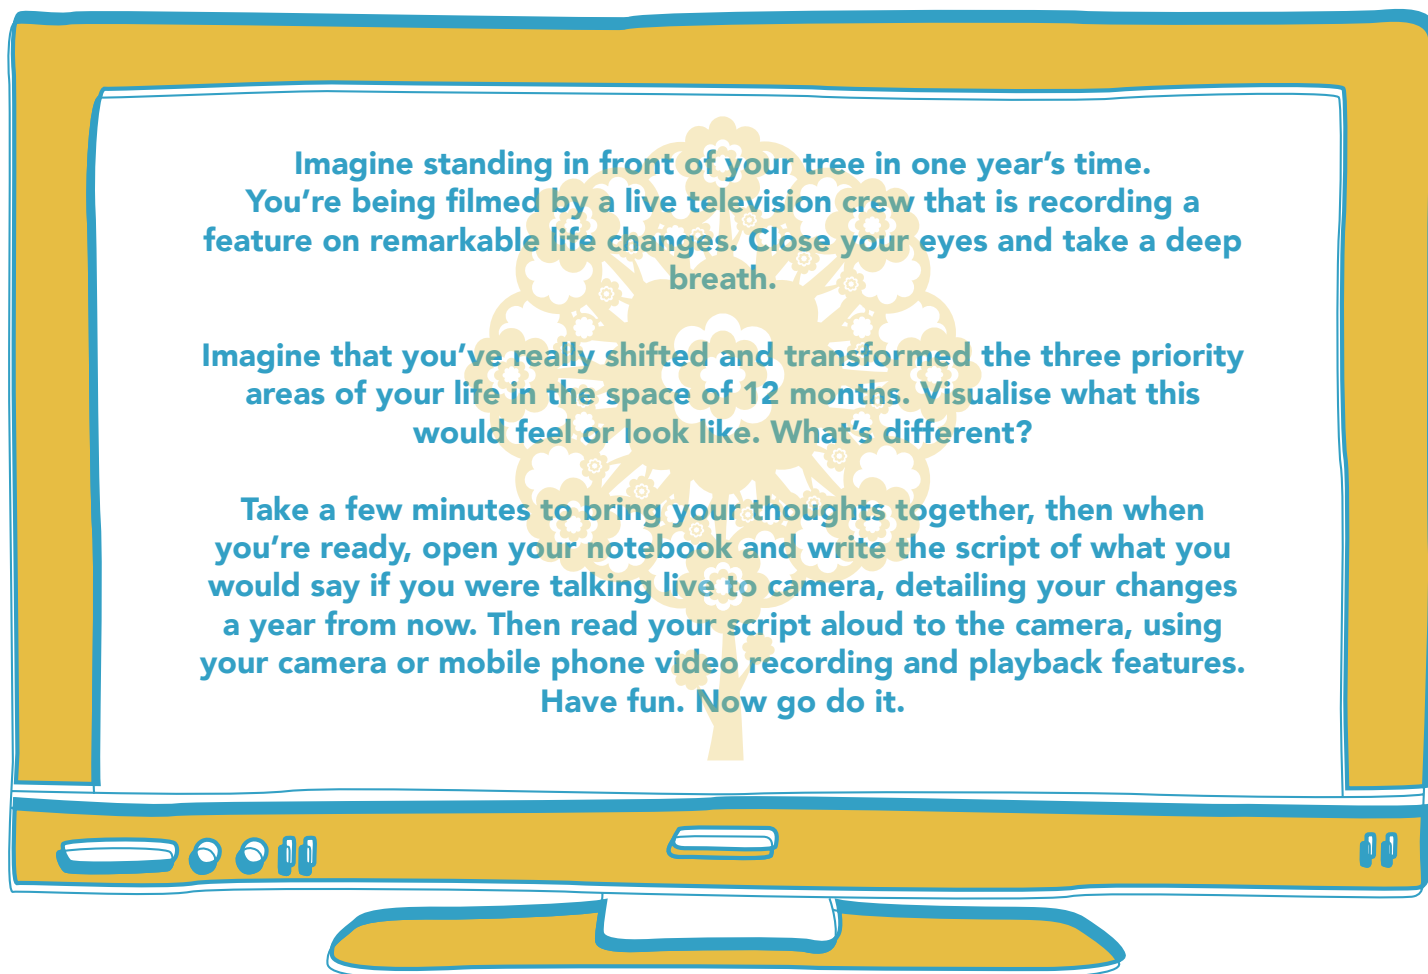 Imagine standing in front of your tree in one year's time.
You're being filmed by a live television crew that is recording a
feature on remarkable life changes. Close your eyes and take a deep
breath.
Imagine that you've really shifted and transformed the three priority
areas of your life in the space of 12 months. Visualise what this
would feel or look like. What's different?
Take a few minutes to bring your thoughts together, then when
you're ready, open your notebook and write the script of what you
would say if you were talking live to camera, detailing your changes
a year from now. Then read your script aloud to the camera, using
your camera or mobile phone video recording and playback features.
Have fun. Now go do it.